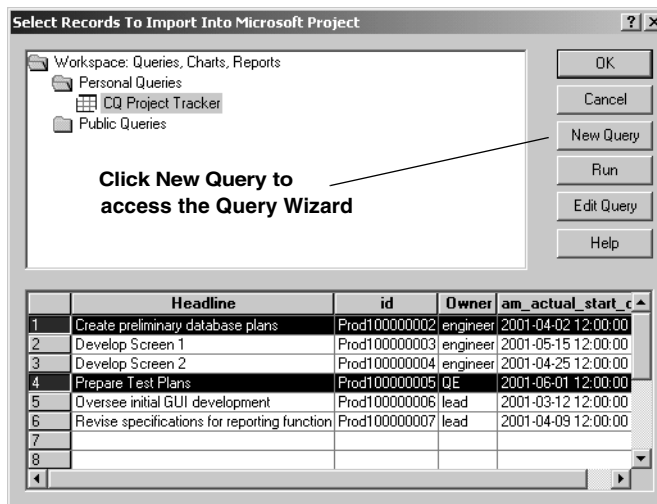 Select Records To Import Into Microsoft Project
Workspace: Queries, Charts, Reports
Personal Queries
CQ Project Tracker
Public Queries
Click New Query to
access the Query Wizard
OK
Cancel
New Query
Run
Edit Query
Help
Headline id Owner am_actual_start_
1 Create preliminary database plans Prod100000002 engineer 2001-04-02 12:00:00
2 Develop Screen 1 Prod100000003 engineer 2001-05-15 12:00:00
3 Develop Screen 2 Prod100000004 engineer 2001-04-25 12:00:00
4 Prepare Test Plans Prod100000005 QE 2001-06-01 12:00:00
5 Oversee initial GUI development Prod100000006 lead 2001-03-12 12:00:00
6 Revise specifications for reporting function Prod100000007 lead 2001-04-09 12:00:00
7
8